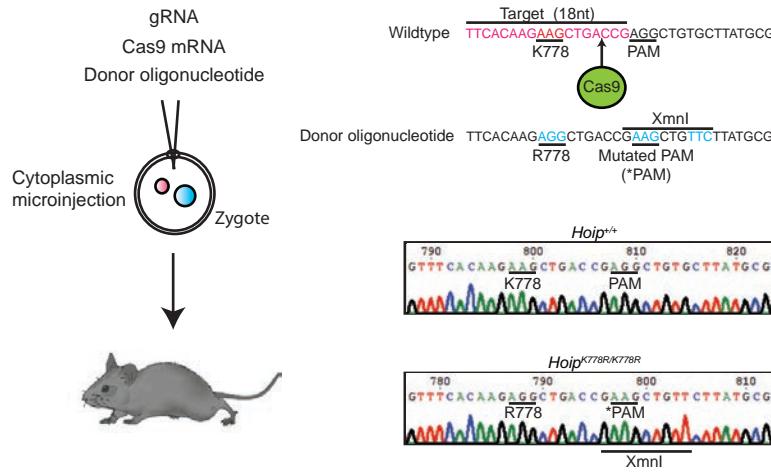 gRNA
Cas9 mRNA
Donor oligonucleotide
Cytoplasmic
microinjection
Zygote
Target (18nt)
Wildtype TTCACAAGAAGCTGACCGAGGCTGTGCTTATGCG
K778 PAM
Cas9
XmnI
Donor oligonucleotide TTCACAAGAGGCTGACCGAAGCTGTTCTTATGCG
R778 Mutated PAM
(*PAM)
Hoip+/+
790 800 810 820
GTTTCACAAGAAGCTGACCGAGGCTGTGCTTATGCG
K778 PAM
HoipK778R/K778R
780 790 800 810
GTTTCACAAGAGGCTGACCGAAGCTGTTCTTATGCG
R778 *PAM
XmnI